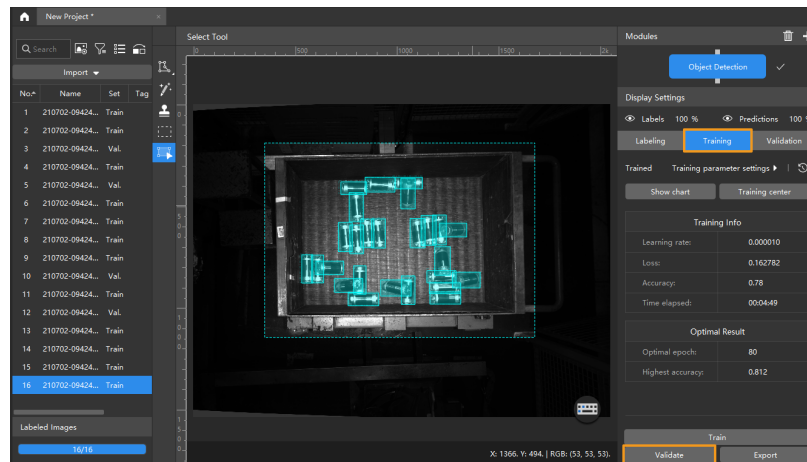 New Project *
Search
Import
No. Name Set Tag
1 210702-09424... Train
2 210702-09424... Train
3 210702-09424... Val.
4 210702-09424... Train
5 210702-09424... Val.
6 210702-09424... Train
7 210702-09424... Train
8 210702-09424... Train
9 210702-09424... Train
10 210702-09424... Val.
11 210702-09424... Train
12 210702-09424... Val.
13 210702-09424... Train
14 210702-09424... Train
15 210702-09424... Train
16 210702-09424... Train
Labeled Images
16/16
Select Tool
|0 |500 |1000 |1500 |2k
X: 1366. Y: 494. | RGB: (53, 53, 53).
Modules
Object Detection
Display Settings
Labels 100 % Predictions 100
Labeling Training Validation
Trained Training parameter settings
Show chart Training center
Training Info
Learning rate: 0.000010
Loss: 0.162782
Accuracy: 0.78
Time elapsed: 00:04:49
Optimal Result
Optimal epoch: 80
Highest accuracy: 0.812
Train
Validate Export